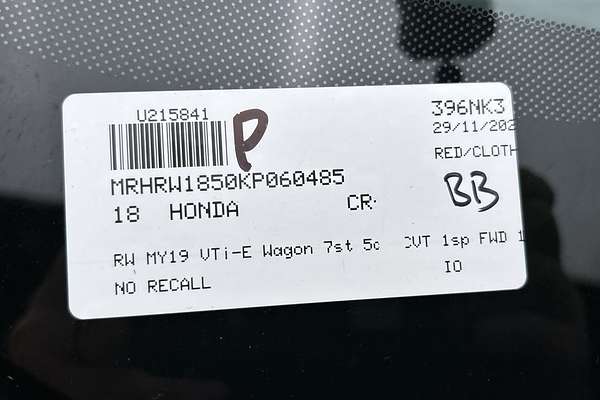 U215841
396NK3
P
29/11/202
RED/CLOTH
MRHRW1850KP060485
BB
18 HONDA CR-
RW MY19 VTi-E Wagon 7st 5d CVT 1sp FWD 1
NO RECALL
IO